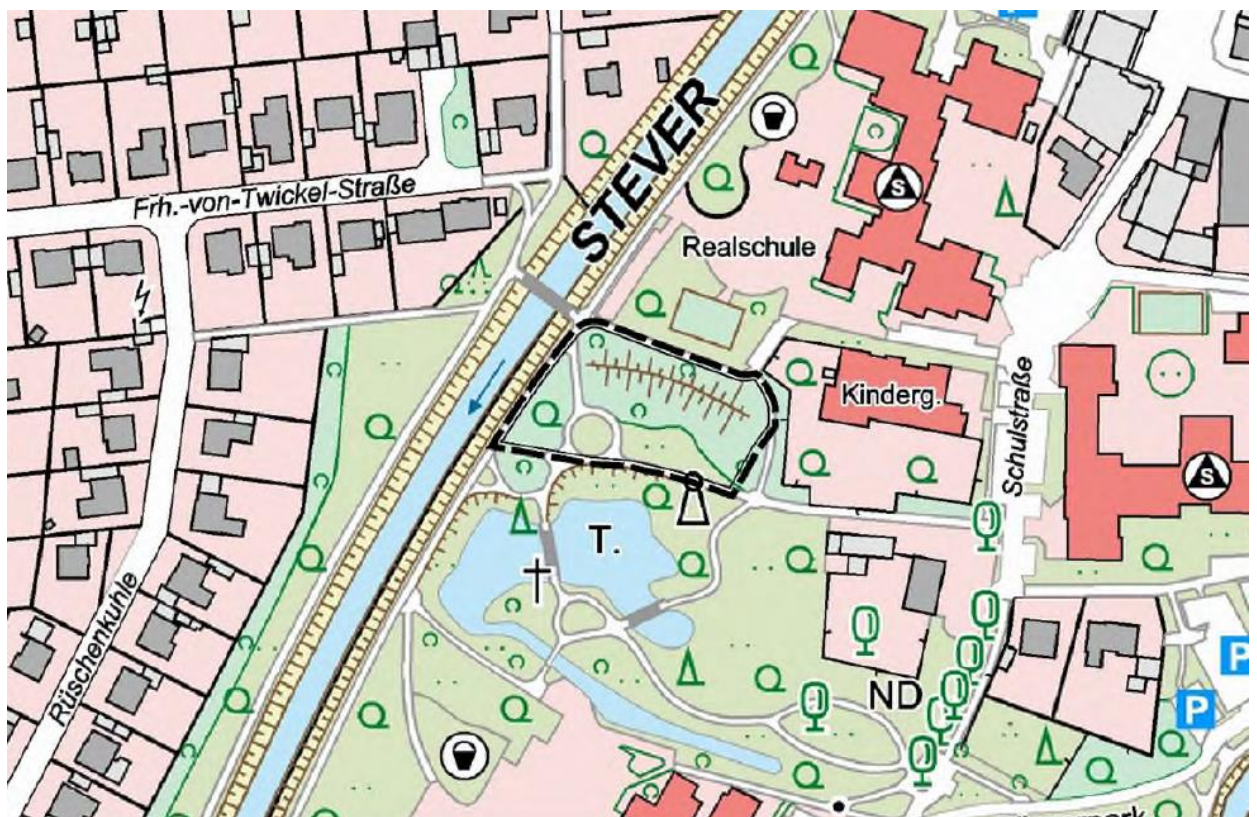 STEVER
Frh.-von-Twickel-Straße
S
Realschule
Kinderg.
Schulstraße
S
T.
Rüschenkuhle
ND
P
P